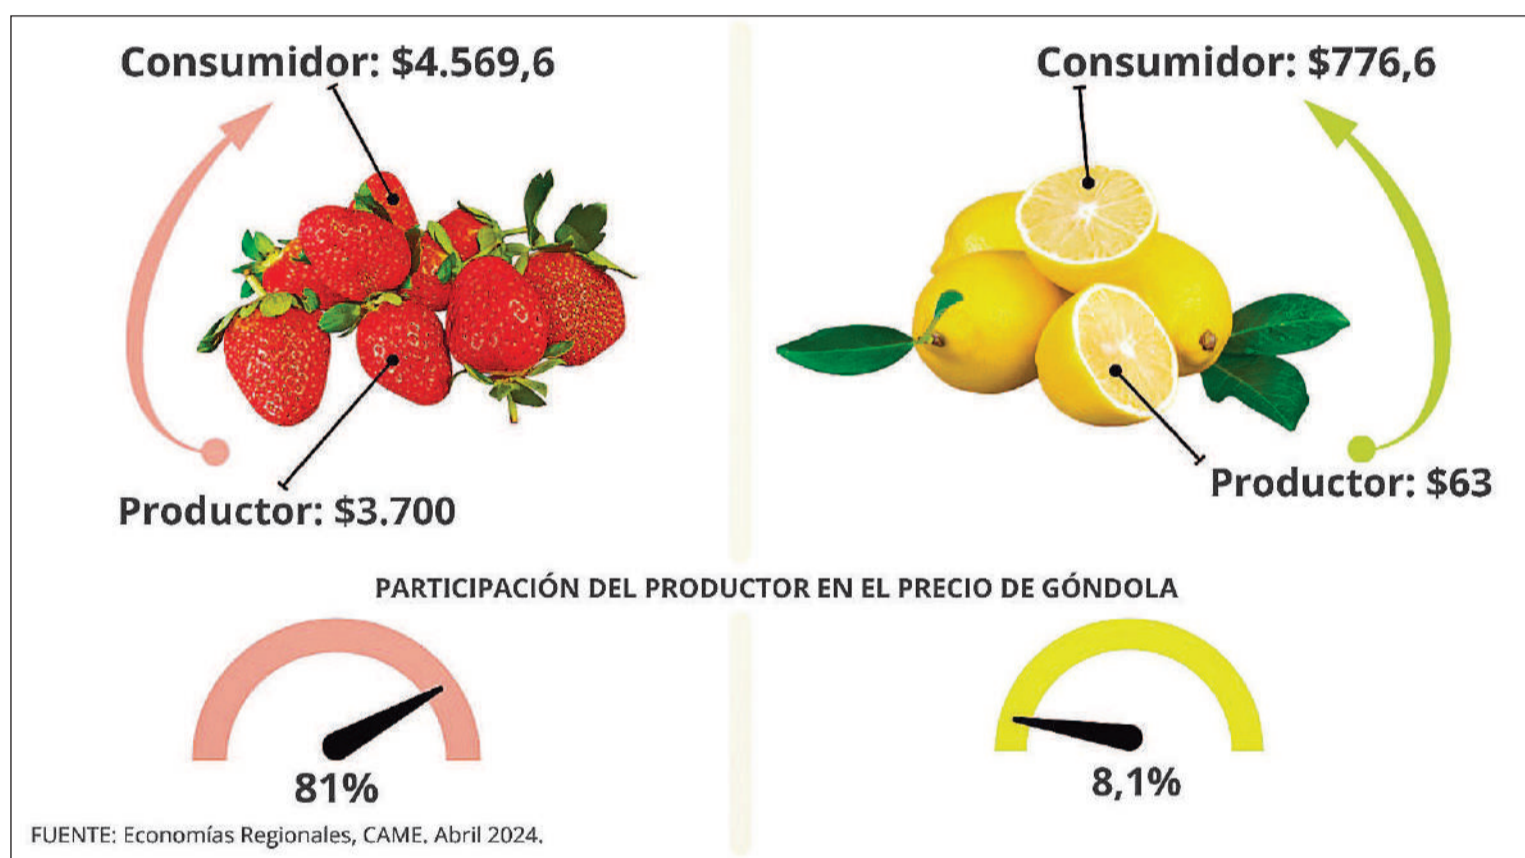 Consumidor: $4.569,6
Consumidor: $776,6
Productor: $3.700
Productor: $63
PARTICIPACIÓN DEL PRODUCTOR EN EL PRECIO DE GÓNDOLA
81%
8,1%
FUENTE: Economías Regionales, CAME. Abril 2024.